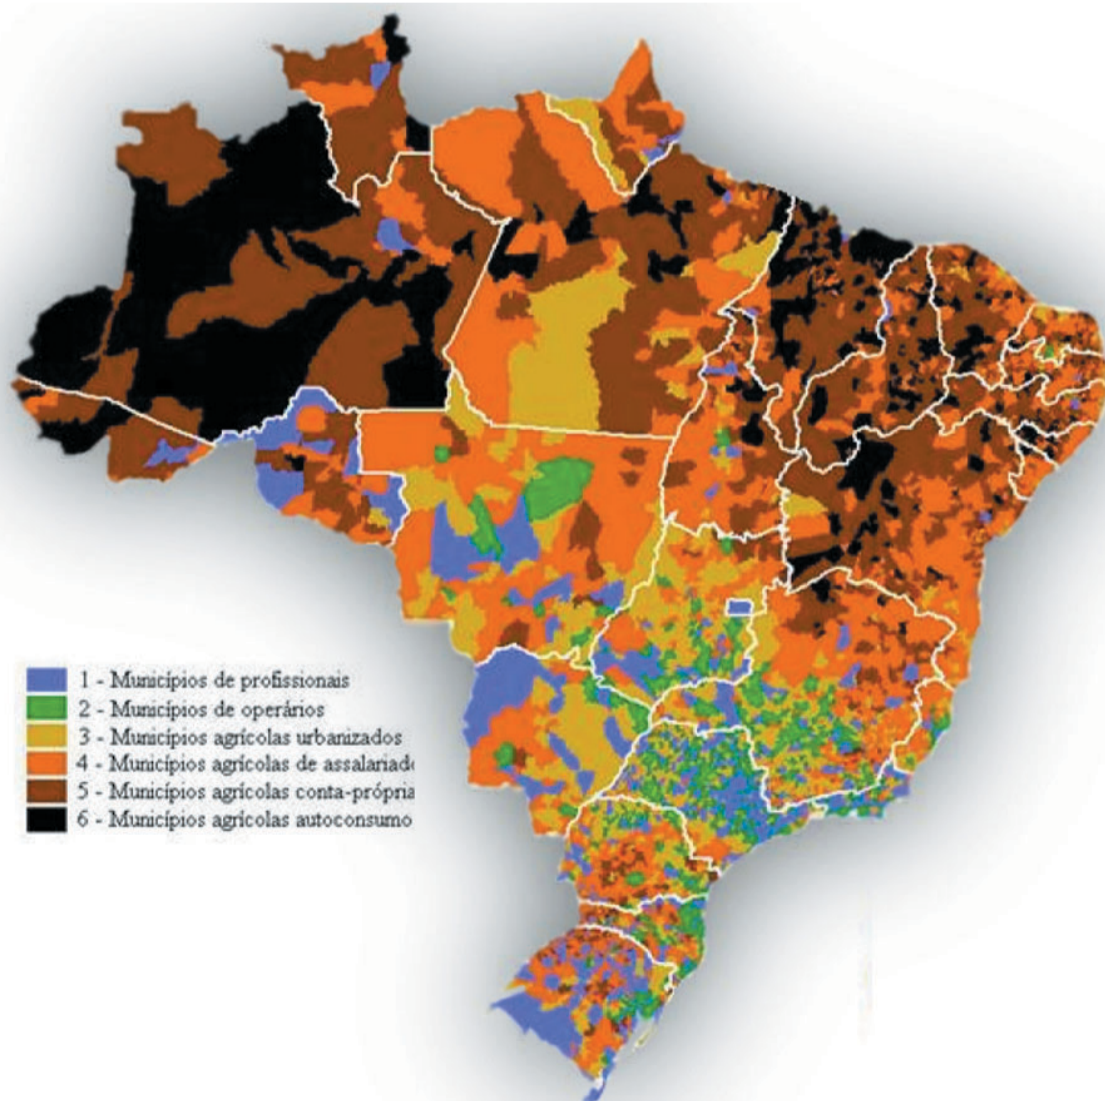 1 - Municípios de profissionais
2 - Municípios de operários
3 - Municípios agrícolas urbanizados
4 - Municípios agrícolas de assalariado
5 - Municípios agrícolas conta-própria
6 - Municípios agrícolas autoconsumo